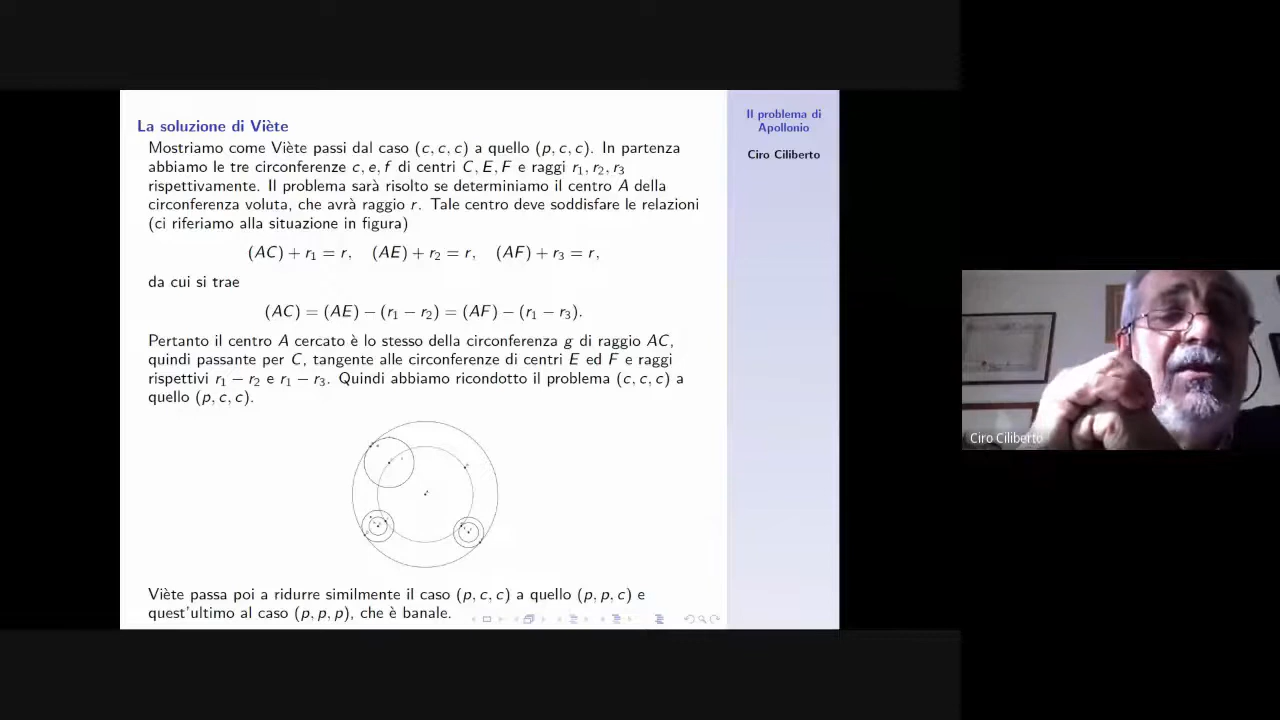 La soluzione di Viète
Mostriamo come Viète passi dal caso (c, c, c) a quello (p, c, c). In partenza
abbiamo le tre circonferenze c, e, f di centri C, E, F e raggi r₁, r₂, r₃
rispettivamente. Il problema sarà risolto se determiniamo il centro A della
circonferenza voluta, che avrà raggio r. Tale centro deve soddisfare le relazioni
(ci riferiamo alla situazione in figura)
(AC) + r₁ = r, (AE) + r₂ = r, (AF) + r₃ = r,
da cui si trae
(AC) = (AE) − (r₁ − r₂) = (AF) − (r₁ − r₃).
Pertanto il centro A cercato è lo stesso della circonferenza g di raggio AC,
quindi passante per C, tangente alle circonferenze di centri E ed F e raggi
rispettivi r₁ − r₂ e r₁ − r₃. Quindi abbiamo ricondotto il problema (c, c, c) a
quello (p, c, c).
Viète passa poi a ridurre similmente il caso (p, c, c) a quello (p, p, c) e
quest'ultimo al caso (p, p, p), che è banale.
Il problema di
Apollonio
Ciro Ciliberto
Ciro Ciliberto